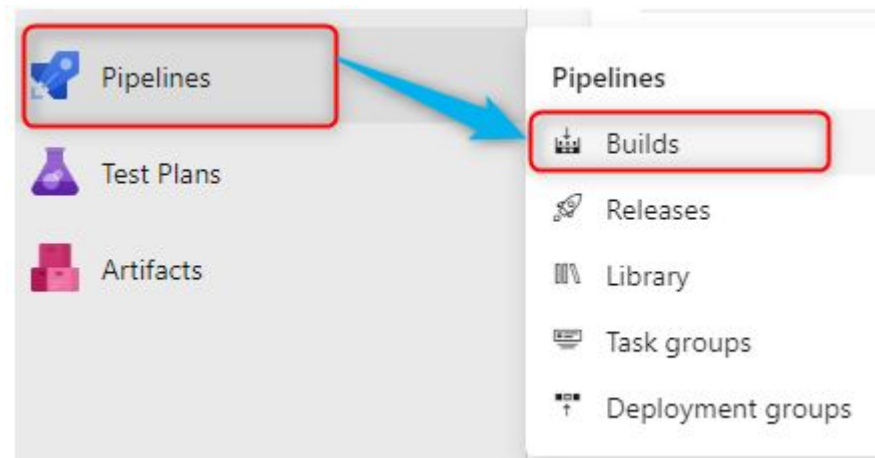 Pipelines
Test Plans
Artifacts
Pipelines
Builds
Releases
Library
Task groups
Deployment groups